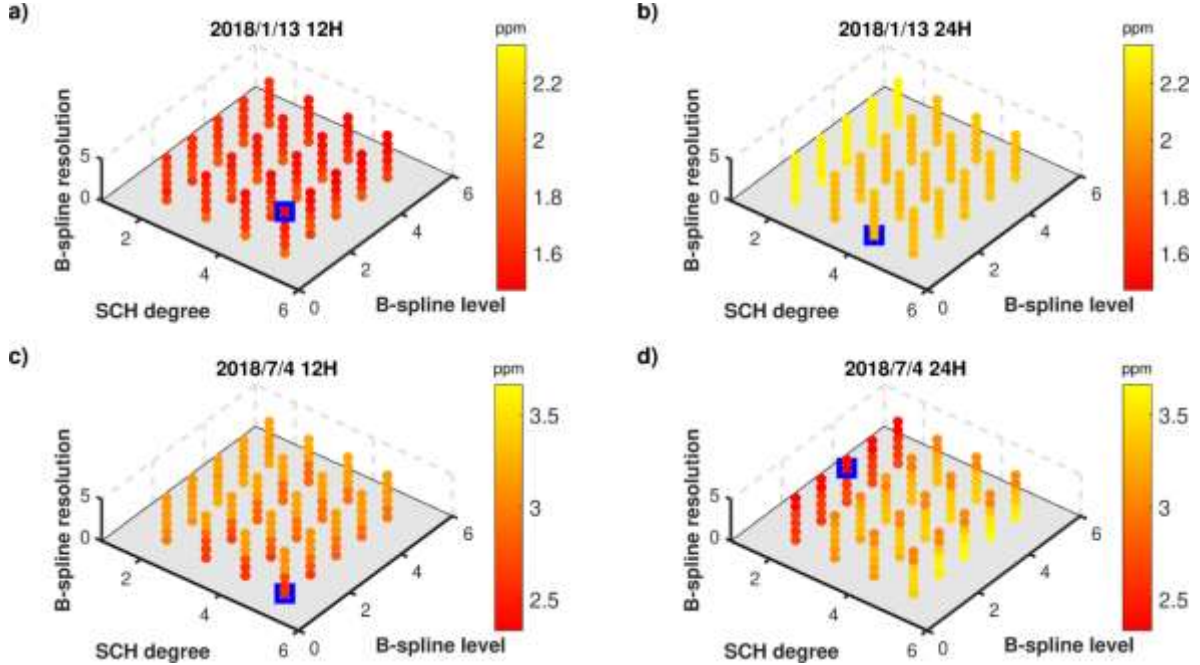 a)
2018/1/13 12H
ppm
B-spline resolution
5
0
2
4
6
SCH degree
0
2
4
6
B-spline level
2.2
2
1.8
1.6
b)
2018/1/13 24H
ppm
B-spline resolution
5
0
2
4
6
SCH degree
0
2
4
6
B-spline level
2.2
2
1.8
1.6
c)
2018/7/4 12H
ppm
B-spline resolution
5
0
2
4
6
SCH degree
0
2
4
6
B-spline level
3.5
3
2.5
d)
2018/7/4 24H
ppm
B-spline resolution
5
0
2
4
6
SCH degree
0
2
4
6
B-spline level
3.5
3
2.5